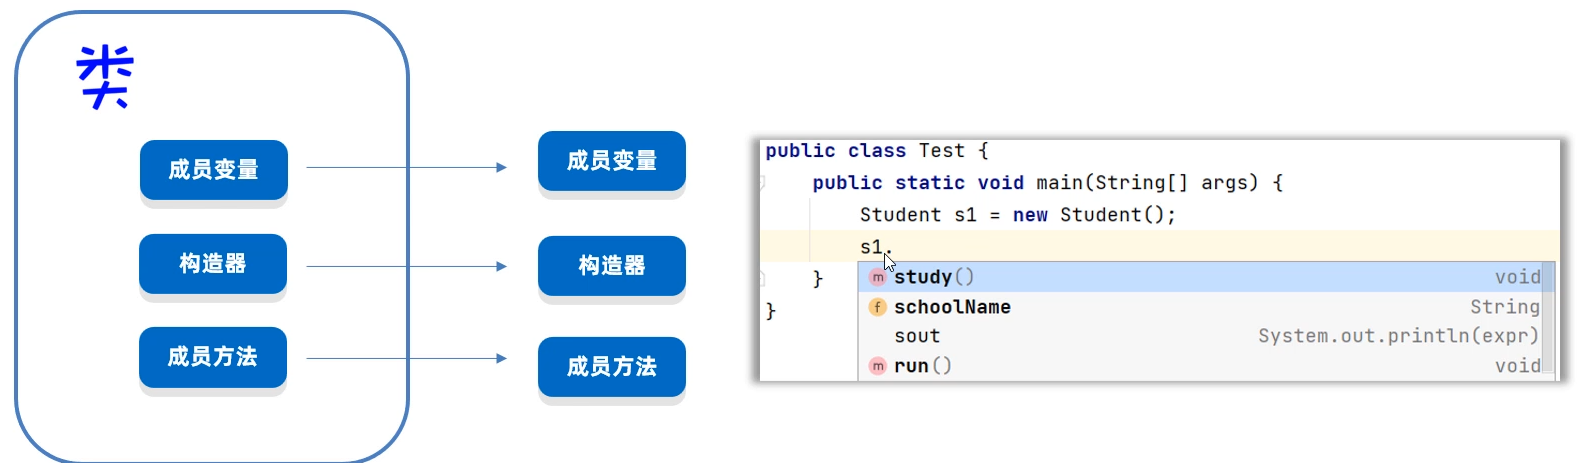 类
成员变量
构造器
成员方法
成员变量
构造器
成员方法
public class Test {
public static void main(String[] args) {
Student s1 = new Student();
s1.
m study() void
f schoolName String
sout System.out.println(expr)
m run() void
}
}